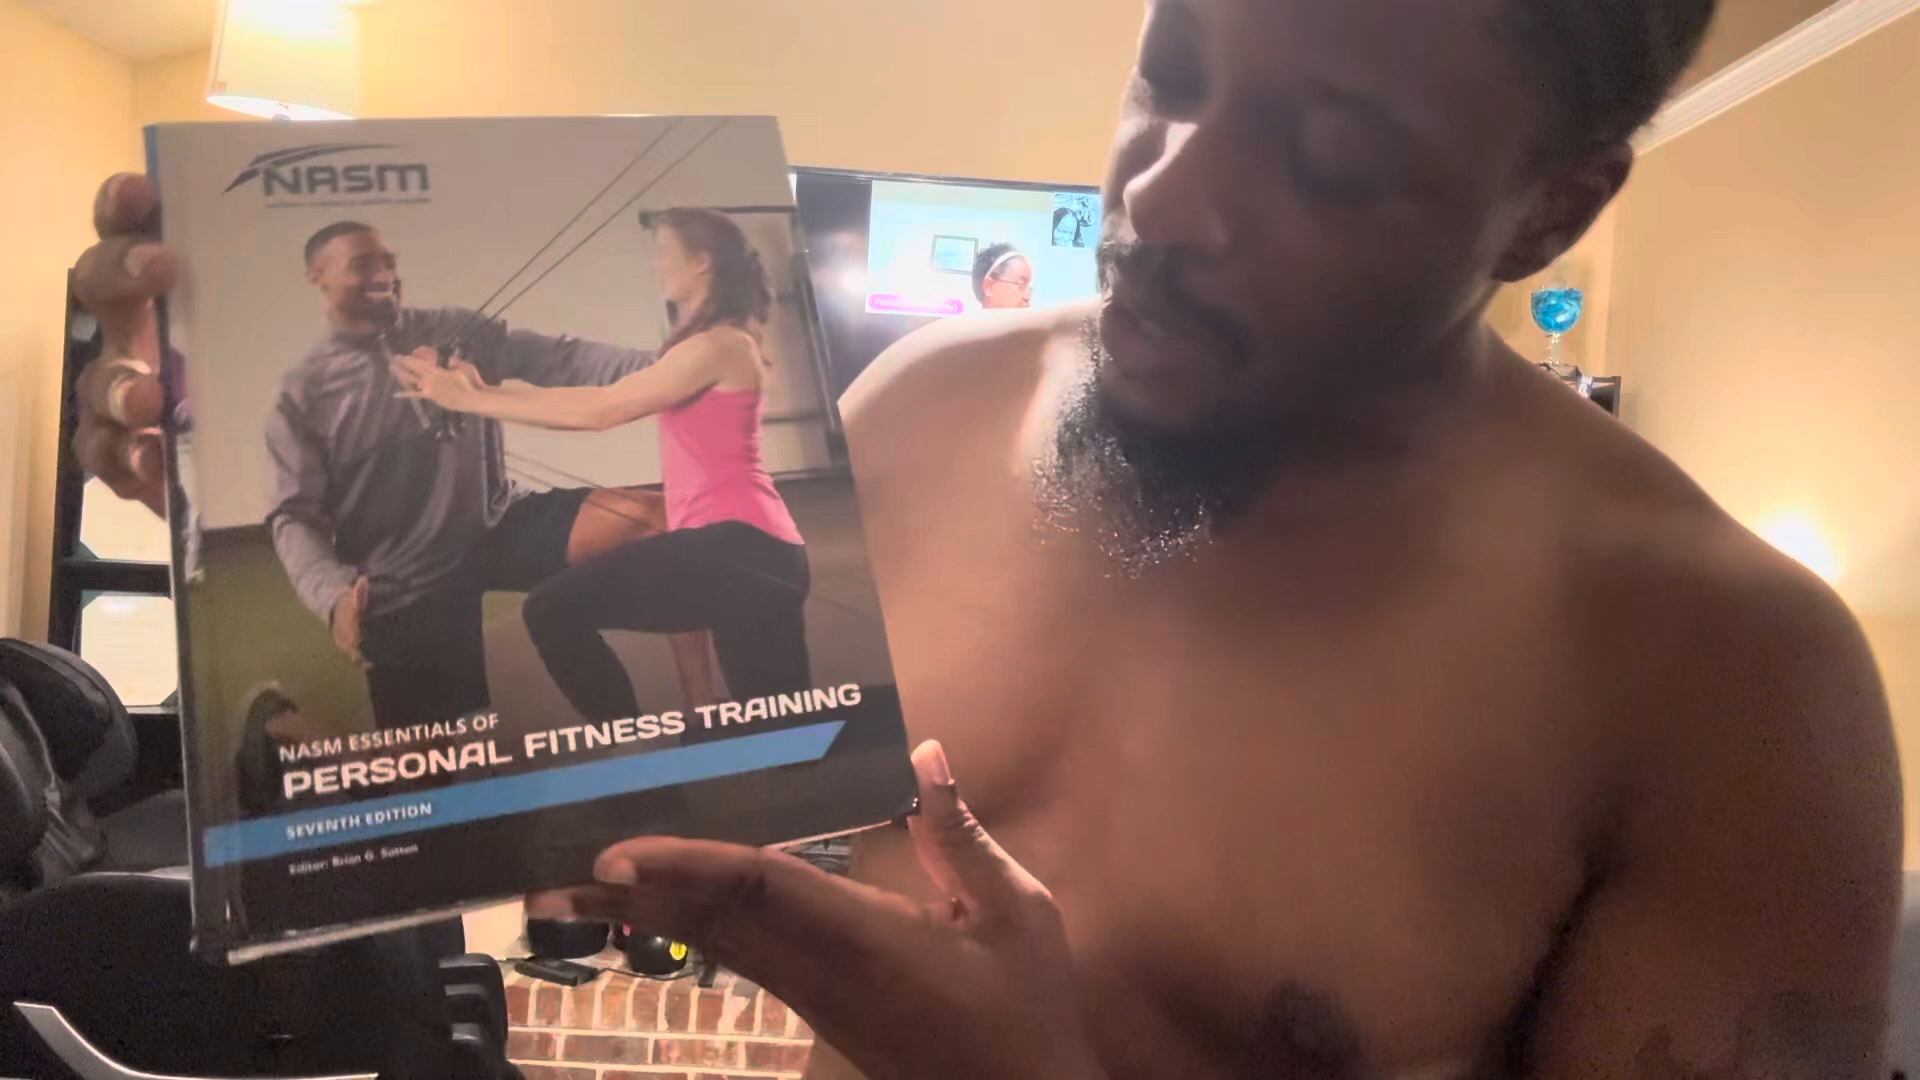 NASM
NASM ESSENTIALS OF
PERSONAL FITNESS TRAINING
SEVENTH EDITION
Editor: Brian G. Sutton